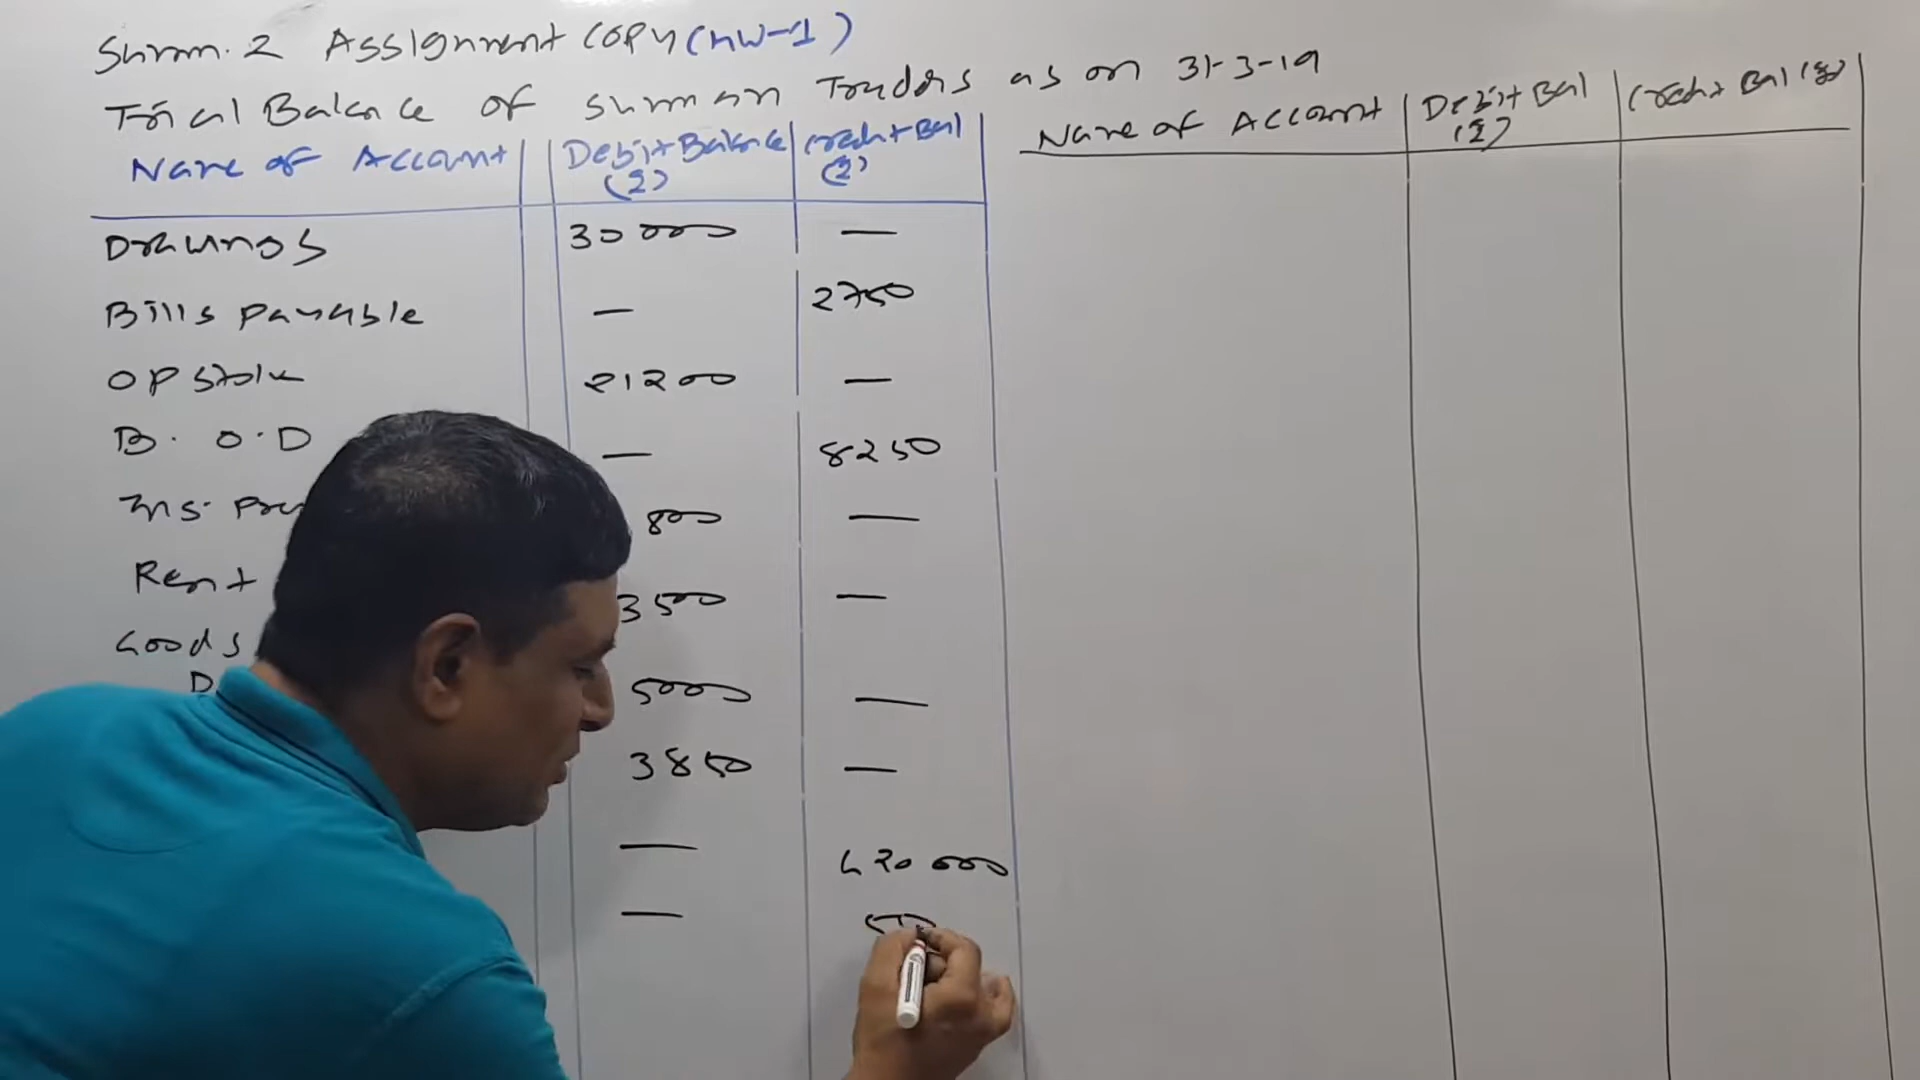 Sum. 2 Assignment Copy (HW-1)
Trial Balance of Suman Traders as on 31-3-19
Name of Account Debit Balance (₹) Credit Bal (₹)
Drawings 30000 —
Bills Payable — 2750
OP Stock 21200 —
B. O. D — 8250
Ins. Pre 800 —
Rent 3500 —
Goods
D 5000 —
3850 —
— 420000
—
Name of Account Debit Bal (₹) Credit Bal (₹)